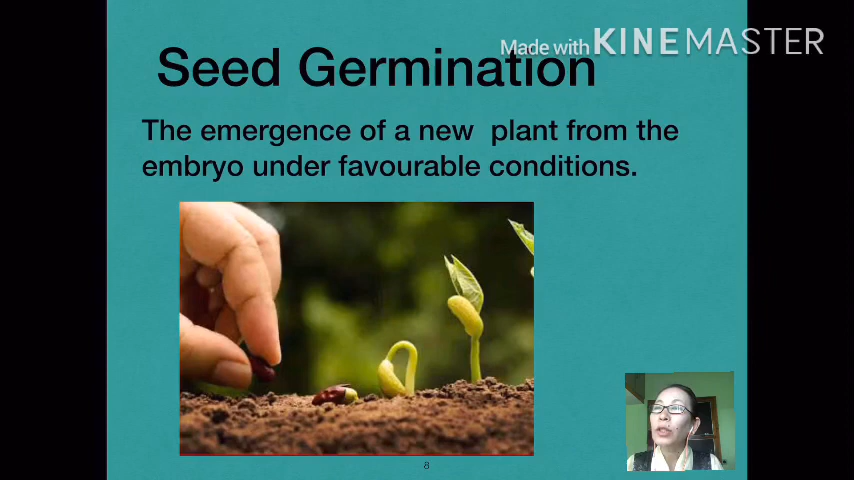 Made with KINEMASTER
Seed Germination
The emergence of a new plant from the
embryo under favourable conditions.
8